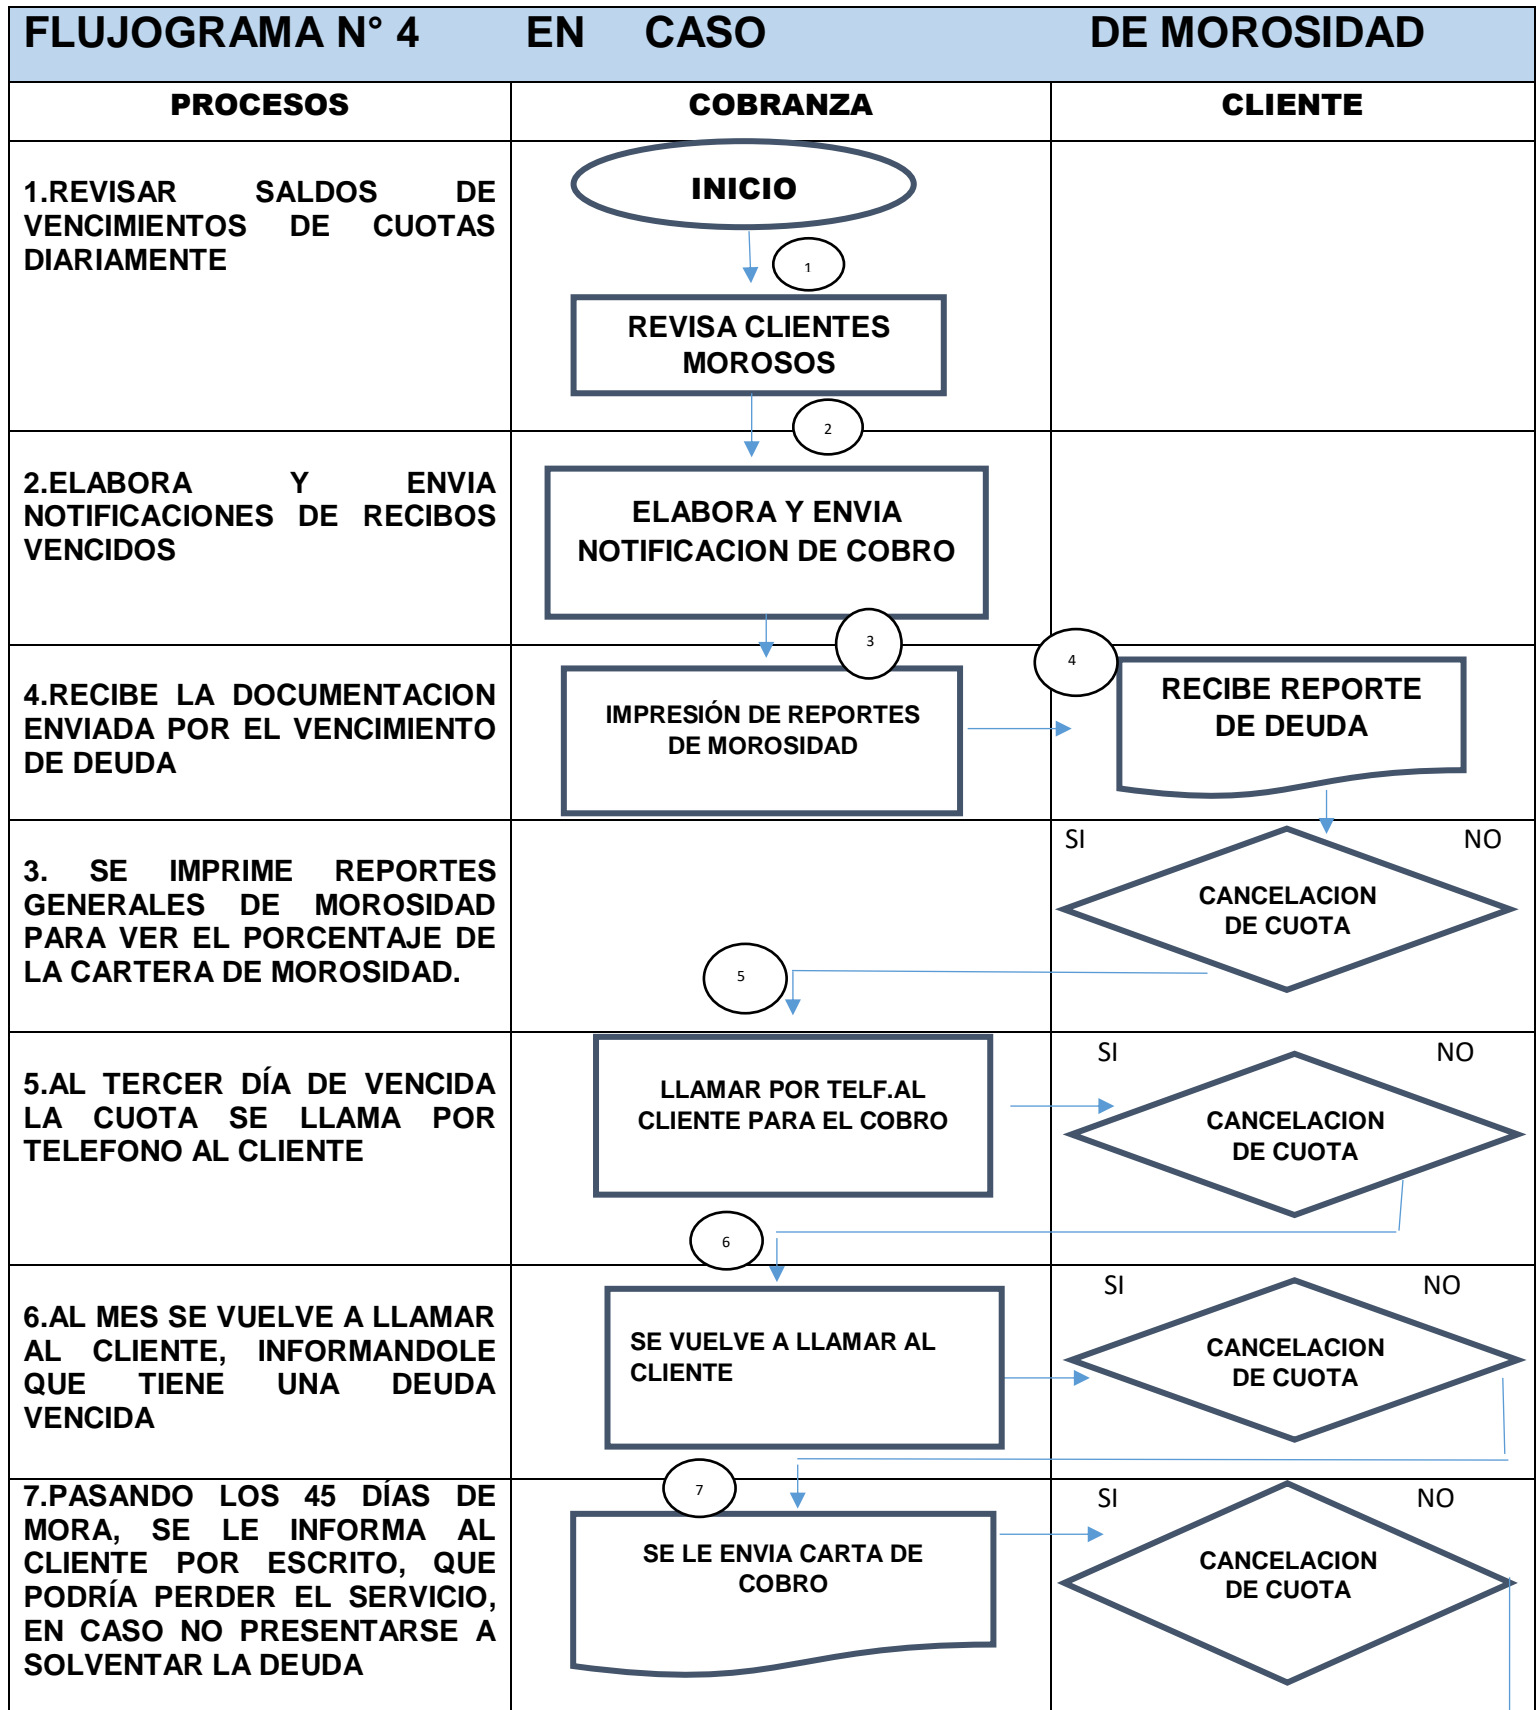 FLUJOGRAMA N° 4 EN CASO DE MOROSIDAD
PROCESOS
COBRANZA
CLIENTE
1.REVISAR SALDOS DE
VENCIMIENTOS DE CUOTAS
DIARIAMENTE
INICIO
1
REVISA CLIENTES
MOROSOS
2
2.ELABORA Y ENVIA
NOTIFICACIONES DE RECIBOS
VENCIDOS
ELABORA Y ENVIA
NOTIFICACION DE COBRO
3
4.RECIBE LA DOCUMENTACION
ENVIADA POR EL VENCIMIENTO
DE DEUDA
IMPRESIÓN DE REPORTES
DE MOROSIDAD
4
RECIBE REPORTE
DE DEUDA
3. SE IMPRIME REPORTES
GENERALES DE MOROSIDAD
PARA VER EL PORCENTAJE DE
LA CARTERA DE MOROSIDAD.
5
SI
NO
CANCELACION
DE CUOTA
5.AL TERCER DÍA DE VENCIDA
LA CUOTA SE LLAMA POR
TELEFONO AL CLIENTE
LLAMAR POR TELF.AL
CLIENTE PARA EL COBRO
SI
NO
CANCELACION
DE CUOTA
6
6.AL MES SE VUELVE A LLAMAR
AL CLIENTE, INFORMANDOLE
QUE TIENE UNA DEUDA
VENCIDA
SE VUELVE A LLAMAR AL
CLIENTE
SI
NO
CANCELACION
DE CUOTA
7
7.PASANDO LOS 45 DÍAS DE
MORA, SE LE INFORMA AL
CLIENTE POR ESCRITO, QUE
PODRÍA PERDER EL SERVICIO,
EN CASO NO PRESENTARSE A
SOLVENTAR LA DEUDA
SE LE ENVIA CARTA DE
COBRO
SI
NO
CANCELACION
DE CUOTA